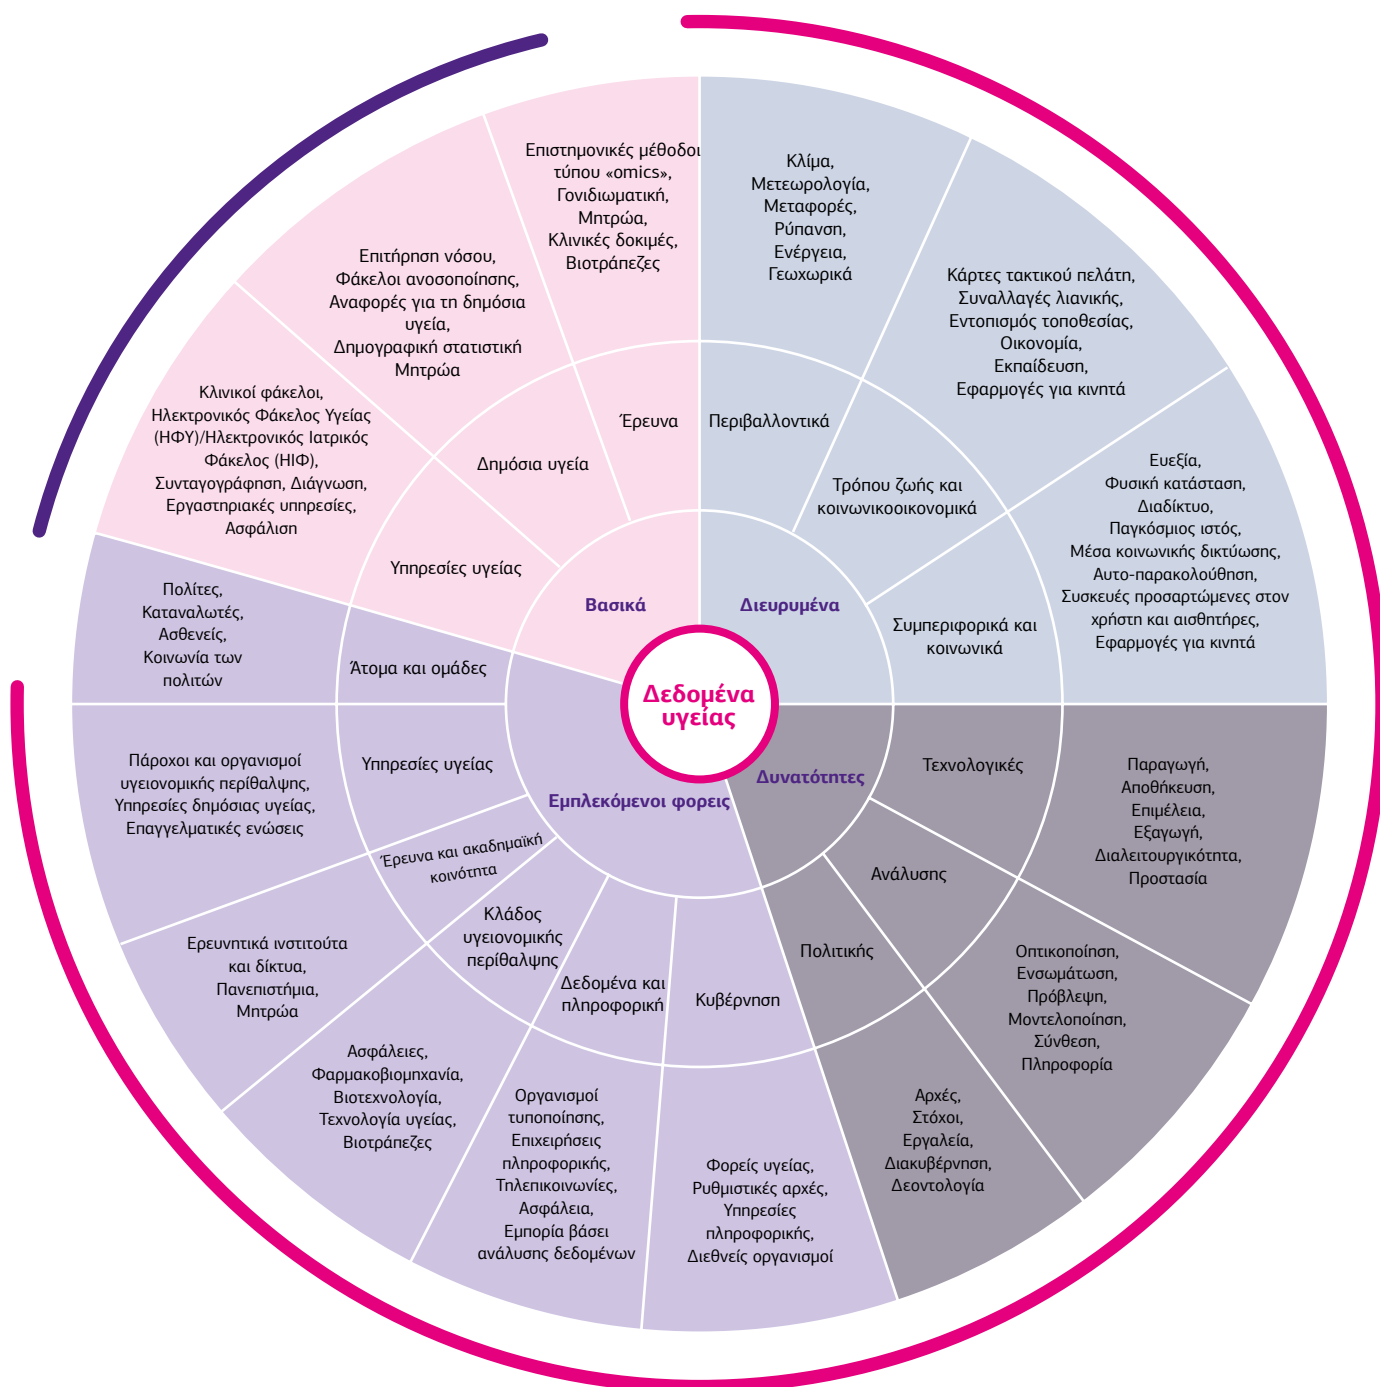 Δεδομένα
υγείας
Βασικά
Έρευνα
Επιστημονικές μέθοδοι
τύπου «omics»,
Γονιδιωματική,
Μητρώα,
Κλινικές δοκιμές,
Βιοτράπεζες
Δημόσια υγεία
Επιτήρηση νόσου,
Φάκελοι ανοσοποίησης,
Αναφορές για τη δημόσια
υγεία,
Δημογραφική στατιστική
Μητρώα
Υπηρεσίες υγείας
Κλινικοί φάκελοι,
Ηλεκτρονικός Φάκελος Υγείας
(ΗΦΥ)/Ηλεκτρονικός Ιατρικός
Φάκελος (ΗΙΦ),
Συνταγογράφηση, Διάγνωση,
Εργαστηριακές υπηρεσίες,
Ασφάλιση
Διευρυμένα
Περιβαλλοντικά
Κλίμα,
Μετεωρολογία,
Μεταφορές,
Ρύπανση,
Ενέργεια,
Γεωχωρικά
Τρόπου ζωής και
κοινωνικοοικονομικά
Κάρτες τακτικού πελάτη,
Συναλλαγές λιανικής,
Εντοπισμός τοποθεσίας,
Οικονομία,
Εκπαίδευση,
Εφαρμογές για κινητά
Συμπεριφορικά και
κοινωνικά
Ευεξία,
Φυσική κατάσταση,
Διαδίκτυο,
Παγκόσμιος ιστός,
Μέσα κοινωνικής δικτύωσης,
Αυτο-παρακολούθηση,
Συσκευές προσαρτώμενες στον
χρήστη και αισθητήρες,
Εφαρμογές για κινητά
Δυνατότητες
Τεχνολογικές
Παραγωγή,
Αποθήκευση,
Επιμέλεια,
Εξαγωγή,
Διαλειτουργικότητα,
Προστασία
Ανάλυσης
Οπτικοποίηση,
Ενσωμάτωση,
Πρόβλεψη,
Μοντελοποίηση,
Σύνθεση,
Πληροφορία
Πολιτικής
Αρχές,
Στόχοι,
Εργαλεία,
Διακυβέρνηση,
Δεοντολογία
Εμπλεκόμενοι φορεις
Κυβέρνηση
Φορείς υγείας,
Ρυθμιστικές αρχές,
Υπηρεσίες
πληροφορικής,
Διεθνείς οργανισμοί
Δεδομένα και
πληροφορική
Οργανισμοί
τυποποίησης,
Επιχειρήσεις
πληροφορικής,
Τηλεπικοινωνίες,
Ασφάλεια,
Εμπορία βάσει
ανάλυσης δεδομένων
Κλάδος
υγειονομικής
περίθαλψης
Ασφάλειες,
Φαρμακοβιομηχανία,
Βιοτεχνολογία,
Τεχνολογία υγείας,
Βιοτράπεζες
Έρευνα και ακαδημαϊκή
κοινότητα
Ερευνητικά ινστιτούτα
και δίκτυα,
Πανεπιστήμια,
Μητρώα
Υπηρεσίες υγείας
Πάροχοι και οργανισμοί
υγειονομικής περίθαλψης,
Υπηρεσίες δημόσιας υγείας,
Επαγγελματικές ενώσεις
Άτομα και ομάδες
Πολίτες,
Καταναλωτές,
Ασθενείς,
Κοινωνία των
πολιτών